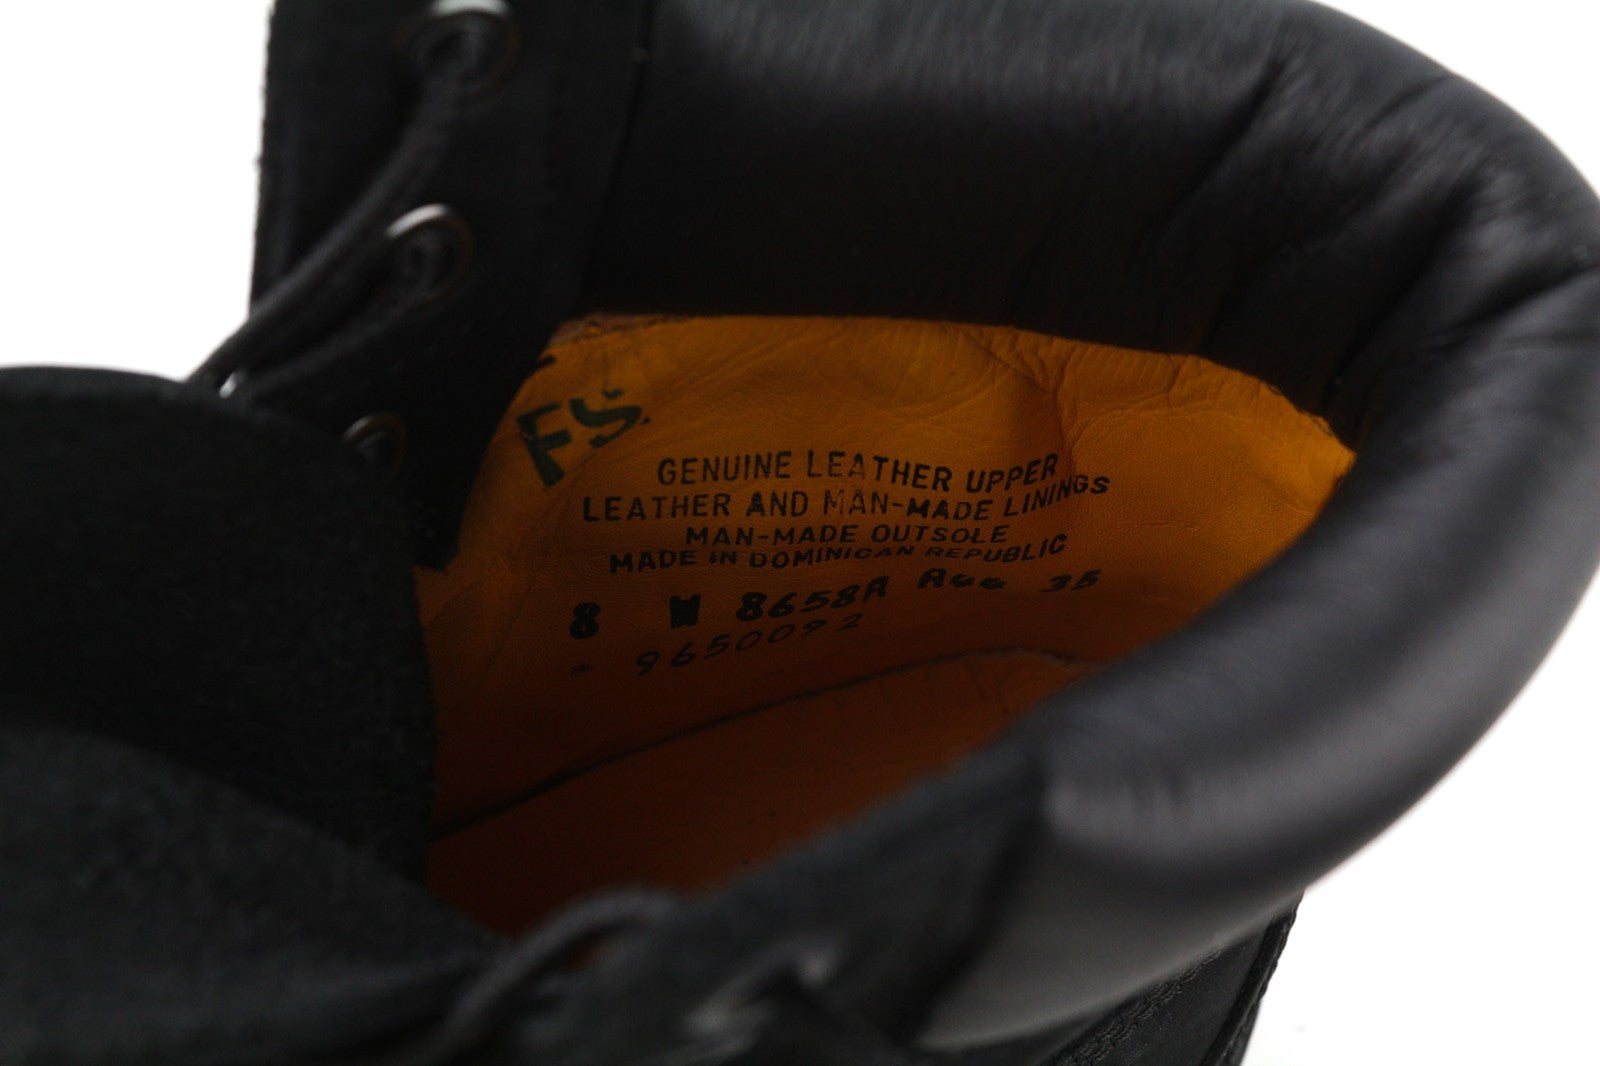 FS.
GENUINE LEATHER UPPER
LEATHER AND MAN-MADE LININGS
MAN-MADE OUTSOLE
MADE IN DOMINICAN REPUBLIC
8 W 8658A 35
- 9650092 -